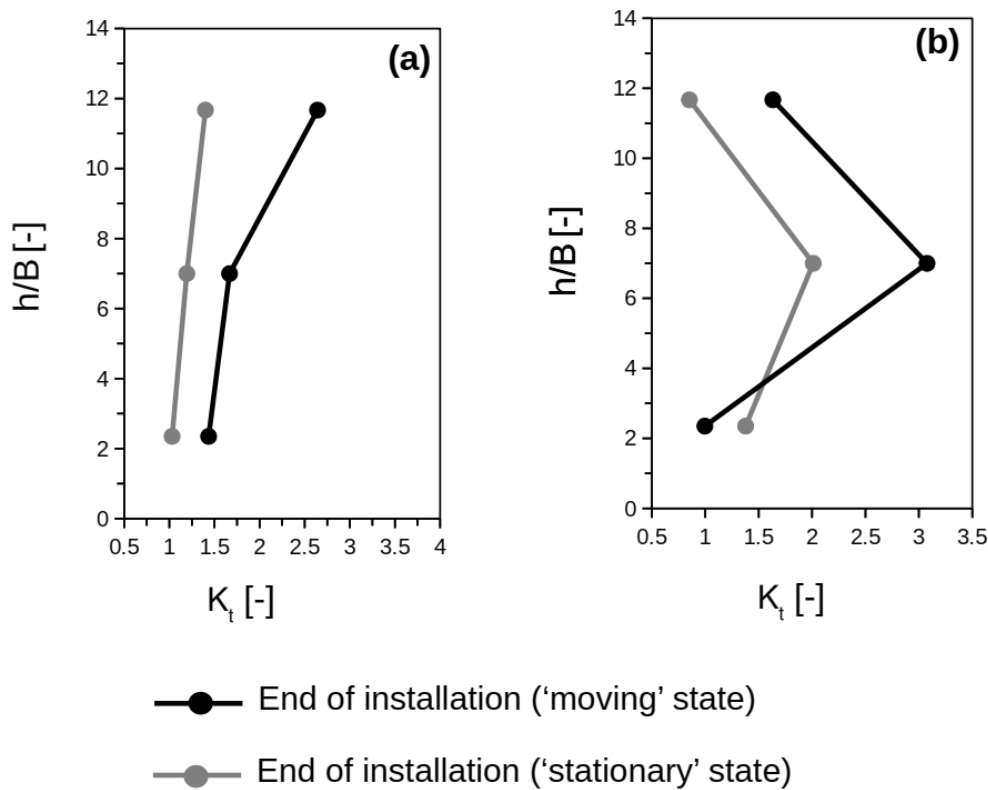 (a)
14
12
10
8
6
4
2
0
0.5 1 1.5 2 2.5 3 3.5 4
h/B [-]
Kt [-]
(b)
14
12
10
8
6
4
2
0
0.5 1 1.5 2 2.5 3 3.5
h/B [-]
Kt [-]
End of installation (‘moving’ state)
End of installation (‘stationary’ state)